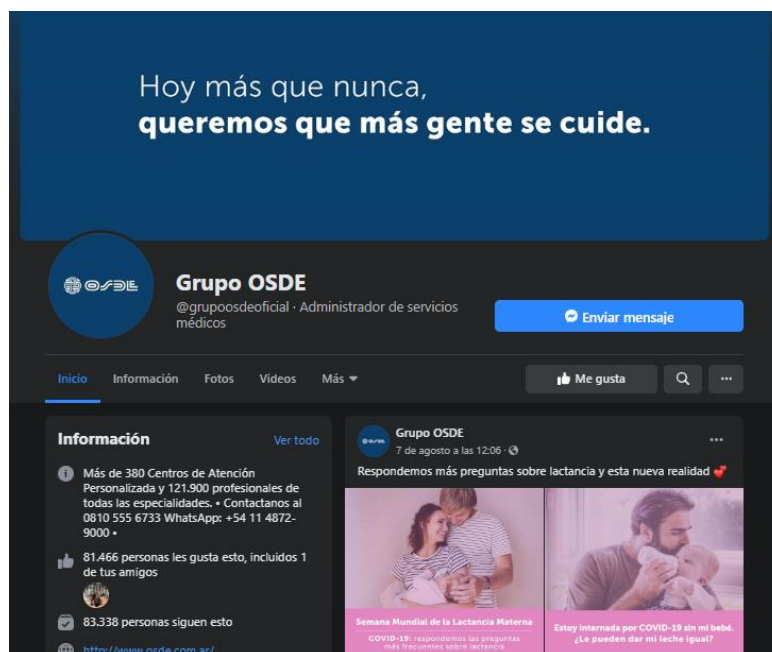 Hoy más que nunca,
queremos que más gente se cuide.
OSDE
Grupo OSDE
@grupoosdeoficial · Administrador de servicios
médicos
Enviar mensaje
Inicio Información Fotos Videos Más
Me gusta
Información Ver todo
Más de 380 Centros de Atención
Personalizada y 121.900 profesionales de
todas las especialidades. • Contactanos al
0810 555 6733 WhatsApp: +54 11 4872-
9000 •
81.466 personas les gusta esto, incluidos 1
de tus amigos
83.338 personas siguen esto
http://www.osde.com.ar/
OSDE
Grupo OSDE
7 de agosto a las 12:06 ·
Respondemos más preguntas sobre lactancia y esta nueva realidad
Semana Mundial de la Lactancia Materna
COVID-19: respondemos las preguntas
más frecuentes sobre lactancia
Estoy internada por COVID-19 sin mi bebé.
¿Le pueden dar mi leche igual?